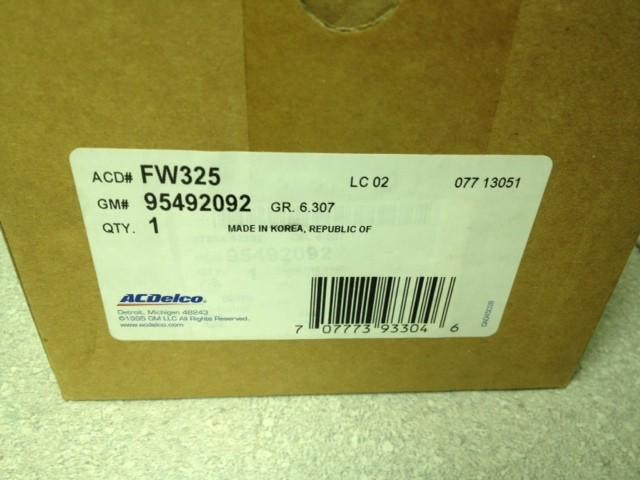 ACD# FW325 LC 02 077 13051
GM# 95492092 GR. 6.307
QTY. 1 MADE IN KOREA, REPUBLIC OF
95492092
ACDelco
Detroit, Michigan 48243
©1995 GM LLC All Rights Reserved.
www.acdelco.com
7 07773 93304 6